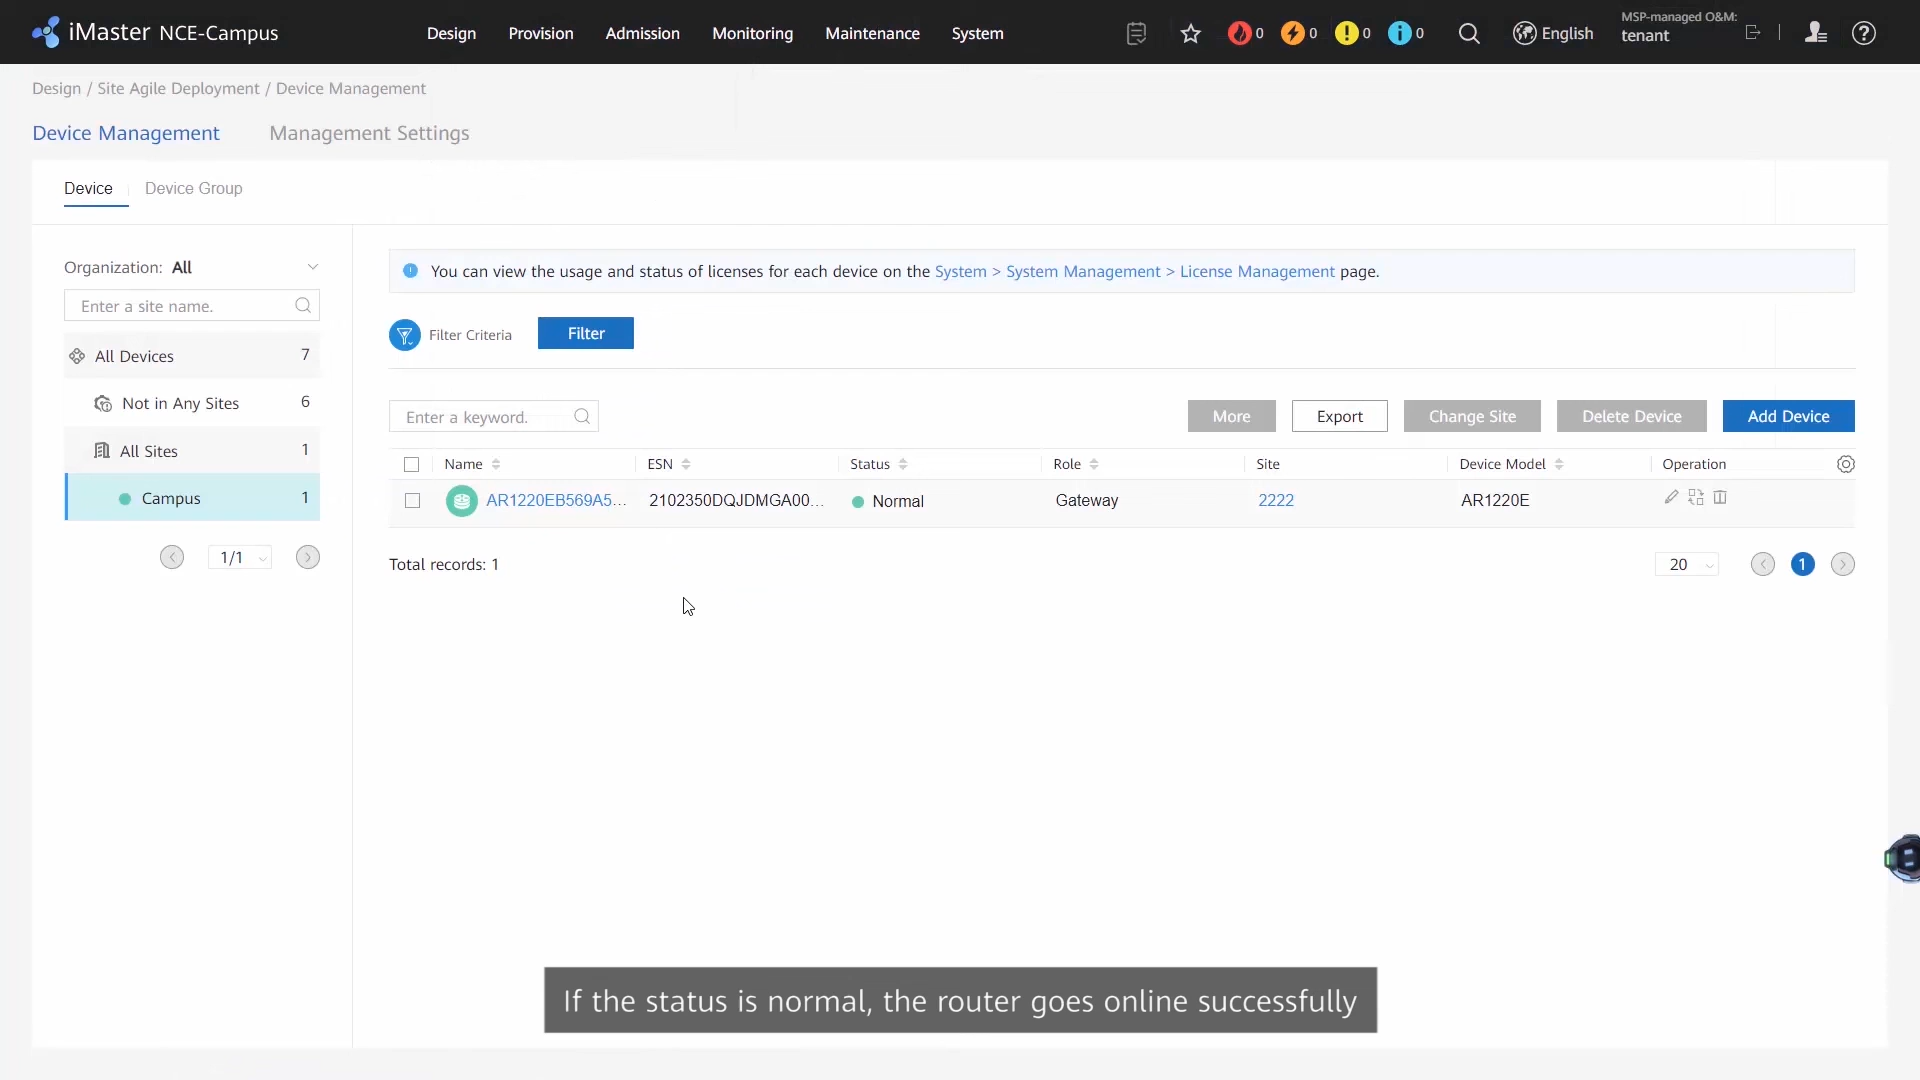 iMaster NCE-Campus
Design Provision Admission Monitoring Maintenance System
0 0 0 0
English
MSP-managed O&M:
tenant
Design / Site Agile Deployment / Device Management
Device Management Management Settings
Device Device Group
Organization: All
Enter a site name.
All Devices 7
Not in Any Sites 6
All Sites 1
Campus 1
1/1
You can view the usage and status of licenses for each device on the System > System Management > License Management page.
Filter Criteria Filter
Enter a keyword. More Export Change Site Delete Device Add Device
Name ESN Status Role Site Device Model Operation
AR1220EB569A5... 2102350DQJDMGA00... Normal Gateway 2222 AR1220E
Total records: 1 20 1
If the status is normal, the router goes online successfully